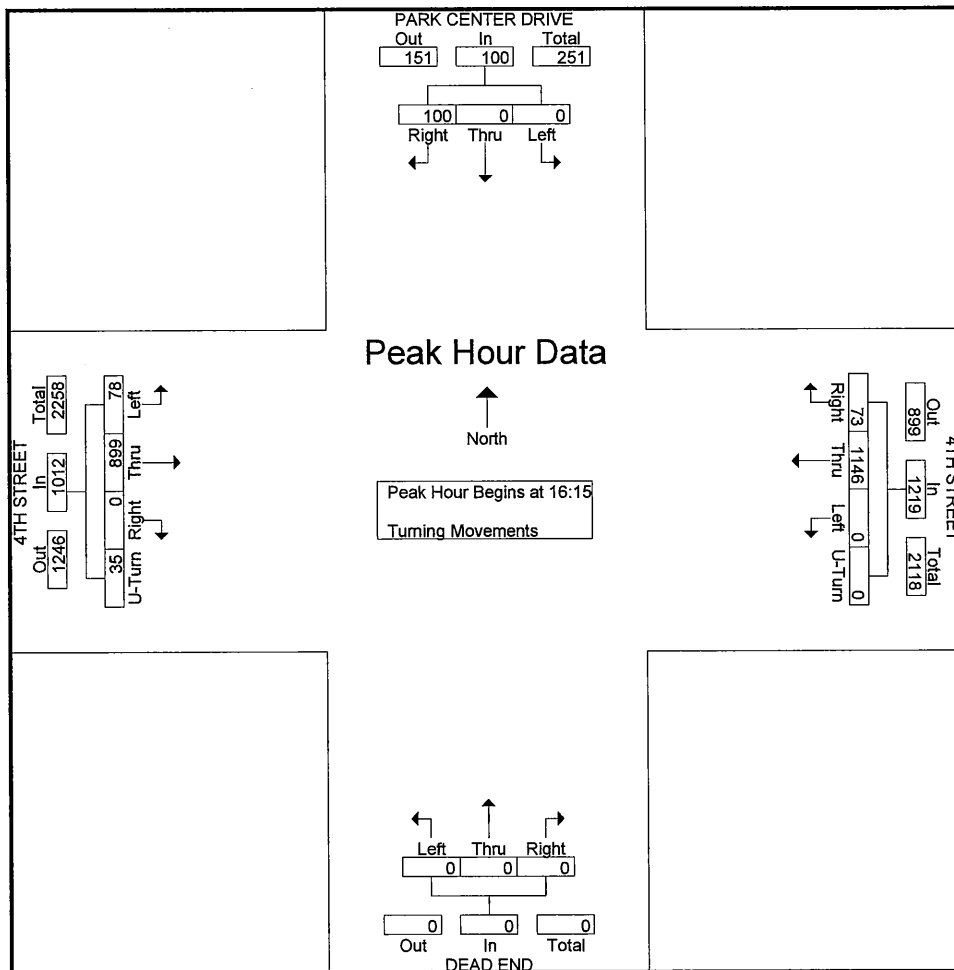 PARK CENTER DRIVE
Out In Total
151 100 251
100 0 0
Right Thru Left
Peak Hour Data
North
Peak Hour Begins at 16:15
Turning Movements
4TH STREET
Total In Out
2258 1012 1246
78 899 0 35
Left Thru Right U-Turn
Right Thru Left U-Turn
73 1146 0 0
899 1219 2118
Out In Total
4TH STREET
Left Thru Right
0 0 0
0 0 0
Out In Total
DEAD END